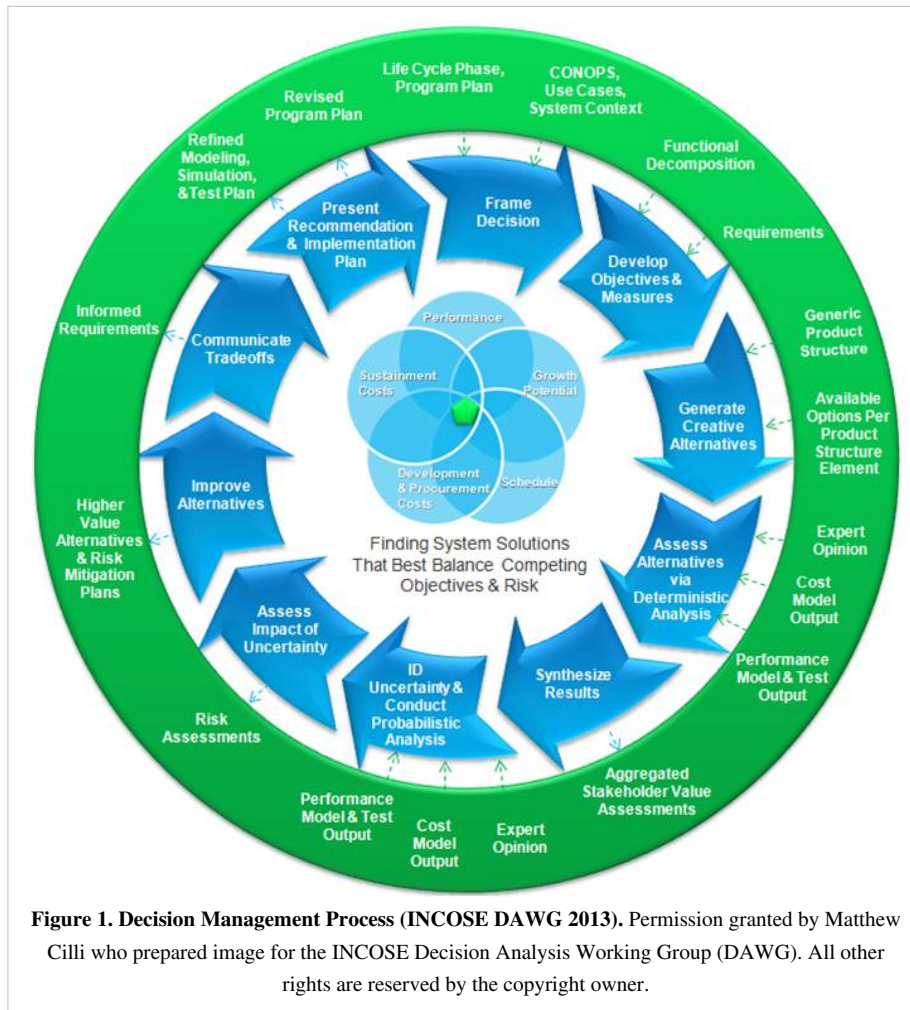 Life Cycle Phase,
Program Plan
CONOPS,
Use Cases,
System Context
Functional
Decomposition
Requirements
Generic
Product
Structure
Available
Options Per
Product
Structure
Element
Expert
Opinion
Cost
Model
Output
Performance
Model & Test
Output
Aggregated
Stakeholder Value
Assessments
Expert
Opinion
Cost
Model
Output
Performance
Model & Test
Output
Risk
Assessments
Higher
Value
Alternatives
& Risk
Mitigation
Plans
Informed
Requirements
Refined
Modeling,
Simulation,
&Test Plan
Revised
Program Plan
Frame
Decision
Develop
Objectives &
Measures
Generate
Creative
Alternatives
Assess
Alternatives via
Deterministic
Analysis
Synthesize
Results
ID
Uncertainty &
Conduct
Probabilistic
Analysis
Assess
Impact of
Uncertainty
Improve
Alternatives
Communicate
Tradeoffs
Present
Recommendation
& Implementation
Plan
Performance
Growth
Potential
Schedule
Development
& Procurement
Costs
Sustainment
Costs
Finding System Solutions
That Best Balance Competing
Objectives & Risk
Figure 1. Decision Management Process (INCOSE DAWG 2013). Permission granted by Matthew
Cilli who prepared image for the INCOSE Decision Analysis Working Group (DAWG). All other
rights are reserved by the copyright owner.